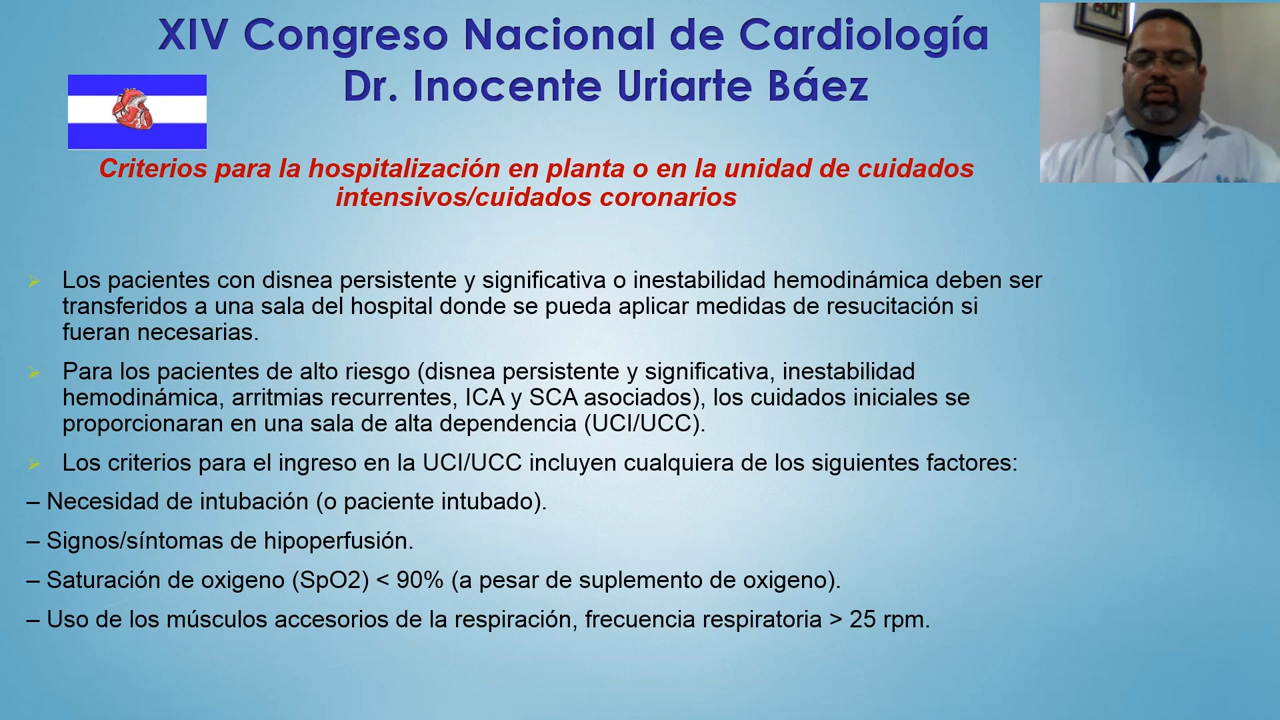 XIV Congreso Nacional de Cardiología
Dr. Inocente Uriarte Báez
Criterios para la hospitalización en planta o en la unidad de cuidados
intensivos/cuidados coronarios
Los pacientes con disnea persistente y significativa o inestabilidad hemodinámica deben ser
transferidos a una sala del hospital donde se pueda aplicar medidas de resucitación si
fueran necesarias.
Para los pacientes de alto riesgo (disnea persistente y significativa, inestabilidad
hemodinámica, arritmias recurrentes, ICA y SCA asociados), los cuidados iniciales se
proporcionaran en una sala de alta dependencia (UCI/UCC).
Los criterios para el ingreso en la UCI/UCC incluyen cualquiera de los siguientes factores:
– Necesidad de intubación (o paciente intubado).
– Signos/síntomas de hipoperfusión.
– Saturación de oxigeno (SpO2) < 90% (a pesar de suplemento de oxigeno).
– Uso de los músculos accesorios de la respiración, frecuencia respiratoria > 25 rpm.